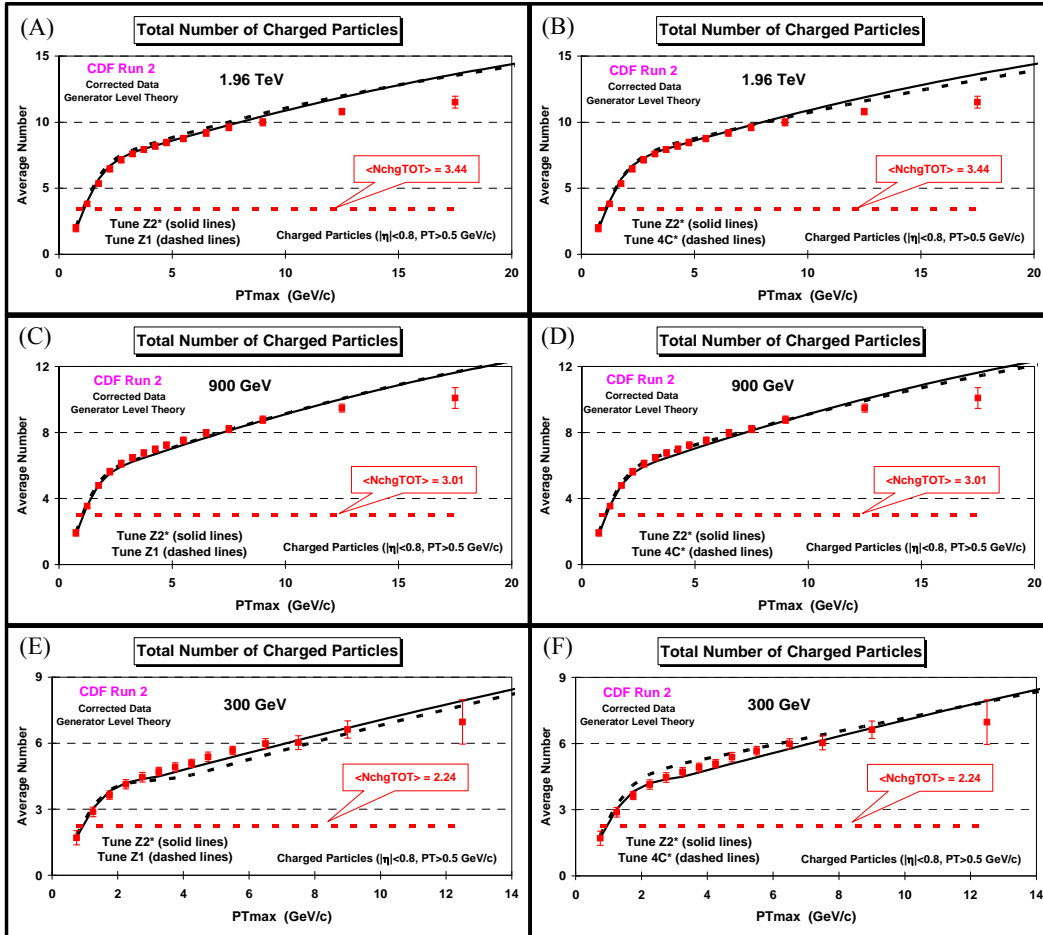 (A)
Total Number of Charged Particles
15
10
5
0
Average Number
CDF Run 2
Corrected Data
Generator Level Theory
1.96 TeV
<NchgTOT> = 3.44
Tune Z2* (solid lines)
Tune Z1 (dashed lines)
Charged Particles (|η|<0.8, PT>0.5 GeV/c)
0 5 10 15 20
PTmax (GeV/c)
(B)
Total Number of Charged Particles
15
10
5
0
Average Number
CDF Run 2
Corrected Data
Generator Level Theory
1.96 TeV
<NchgTOT> = 3.44
Tune Z2* (solid lines)
Tune 4C* (dashed lines)
Charged Particles (|η|<0.8, PT>0.5 GeV/c)
0 5 10 15 20
PTmax (GeV/c)
(C)
Total Number of Charged Particles
12
8
4
0
Average Number
CDF Run 2
Corrected Data
Generator Level Theory
900 GeV
<NchgTOT> = 3.01
Tune Z2* (solid lines)
Tune Z1 (dashed lines)
Charged Particles (|η|<0.8, PT>0.5 GeV/c)
0 5 10 15 20
PTmax (GeV/c)
(D)
Total Number of Charged Particles
12
8
4
0
Average Number
CDF Run 2
Corrected Data
Generator Level Theory
900 GeV
<NchgTOT> = 3.01
Tune Z2* (solid lines)
Tune 4C* (dashed lines)
Charged Particles (|η|<0.8, PT>0.5 GeV/c)
0 5 10 15 20
PTmax (GeV/c)
(E)
Total Number of Charged Particles
9
6
3
0
Average Number
CDF Run 2
Corrected Data
Generator Level Theory
300 GeV
<NchgTOT> = 2.24
Tune Z2* (solid lines)
Tune Z1 (dashed lines)
Charged Particles (|η|<0.8, PT>0.5 GeV/c)
0 2 4 6 8 10 12 14
PTmax (GeV/c)
(F)
Total Number of Charged Particles
9
6
3
0
Average Number
CDF Run 2
Corrected Data
Generator Level Theory
300 GeV
<NchgTOT> = 2.24
Tune Z2* (solid lines)
Tune 4C* (dashed lines)
Charged Particles (|η|<0.8, PT>0.5 GeV/c)
0 2 4 6 8 10 12 14
PTmax (GeV/c)